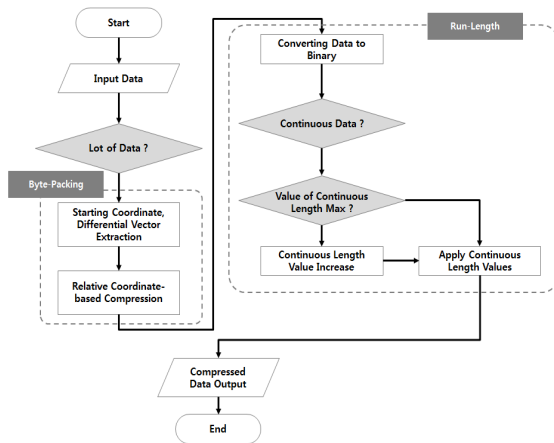 Start
Input Data
Lot of Data ?
Byte-Packing
Starting Coordinate,
Differential Vector
Extraction
Relative Coordinate-
based Compression
Run-Length
Converting Data to
Binary
Continuous Data ?
Value of Continuous
Length Max ?
Continuous Length
Value Increase
Apply Continuous
Length Values
Compressed
Data Output
End